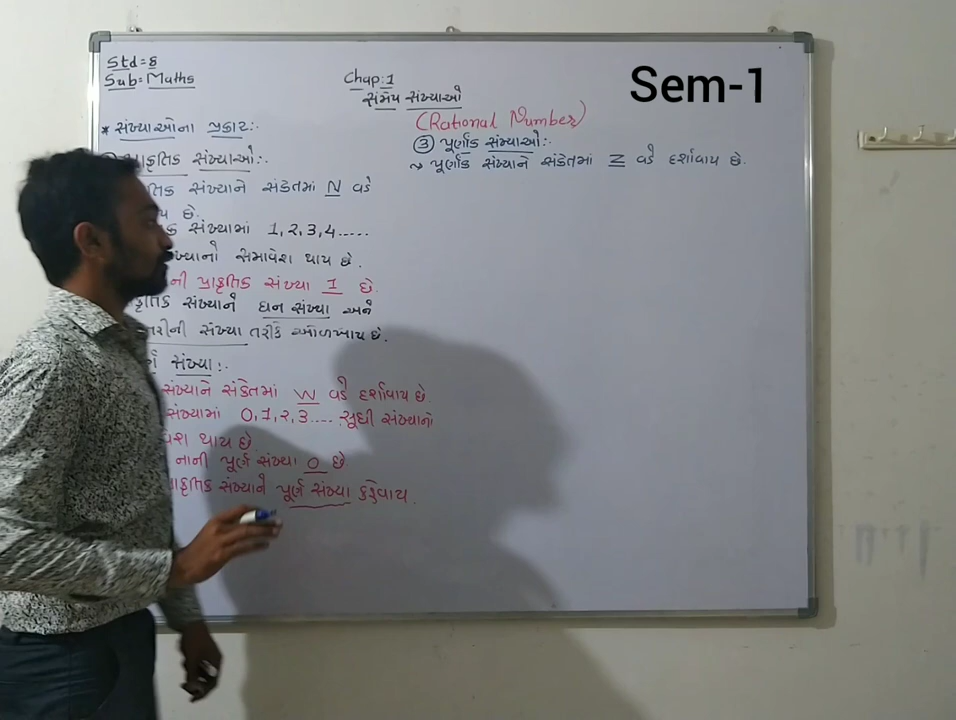 Std = 8
Sub = Maths
Chap:1
સંમેય સંખ્યાઓ
Sem-1
(Rational Number)
* સંખ્યાઓના પ્રકાર:-
પ્રાકૃતિક સંખ્યાઓ:-
સંખ્યાને સંકેતમાં N વડે
છે.
સંખ્યામાં 1, 2, 3, 4.....
સમાવેશ થાય છે.
પ્રાકૃતિક સંખ્યા 1 છે.
સંખ્યાને ઘન સંખ્યા અને
સંખ્યા તરીકે ઓળખાય છે.
સંખ્યા:-
સંખ્યાને સંકેતમાં W વડે દર્શાવાય છે
સંખ્યામાં 0, 1, 2, 3.... સુધી સંખ્યાનો
થાય છે.
નાની પૂર્ણ સંખ્યા 0 છે
સંખ્યાને પૂર્ણ સંખ્યા કહેવાય.
③ પૂર્ણાંક સંખ્યાઓ:-
→ પૂર્ણાંક સંખ્યાને સંકેતમાં Z વડે દર્શાવાય છે.